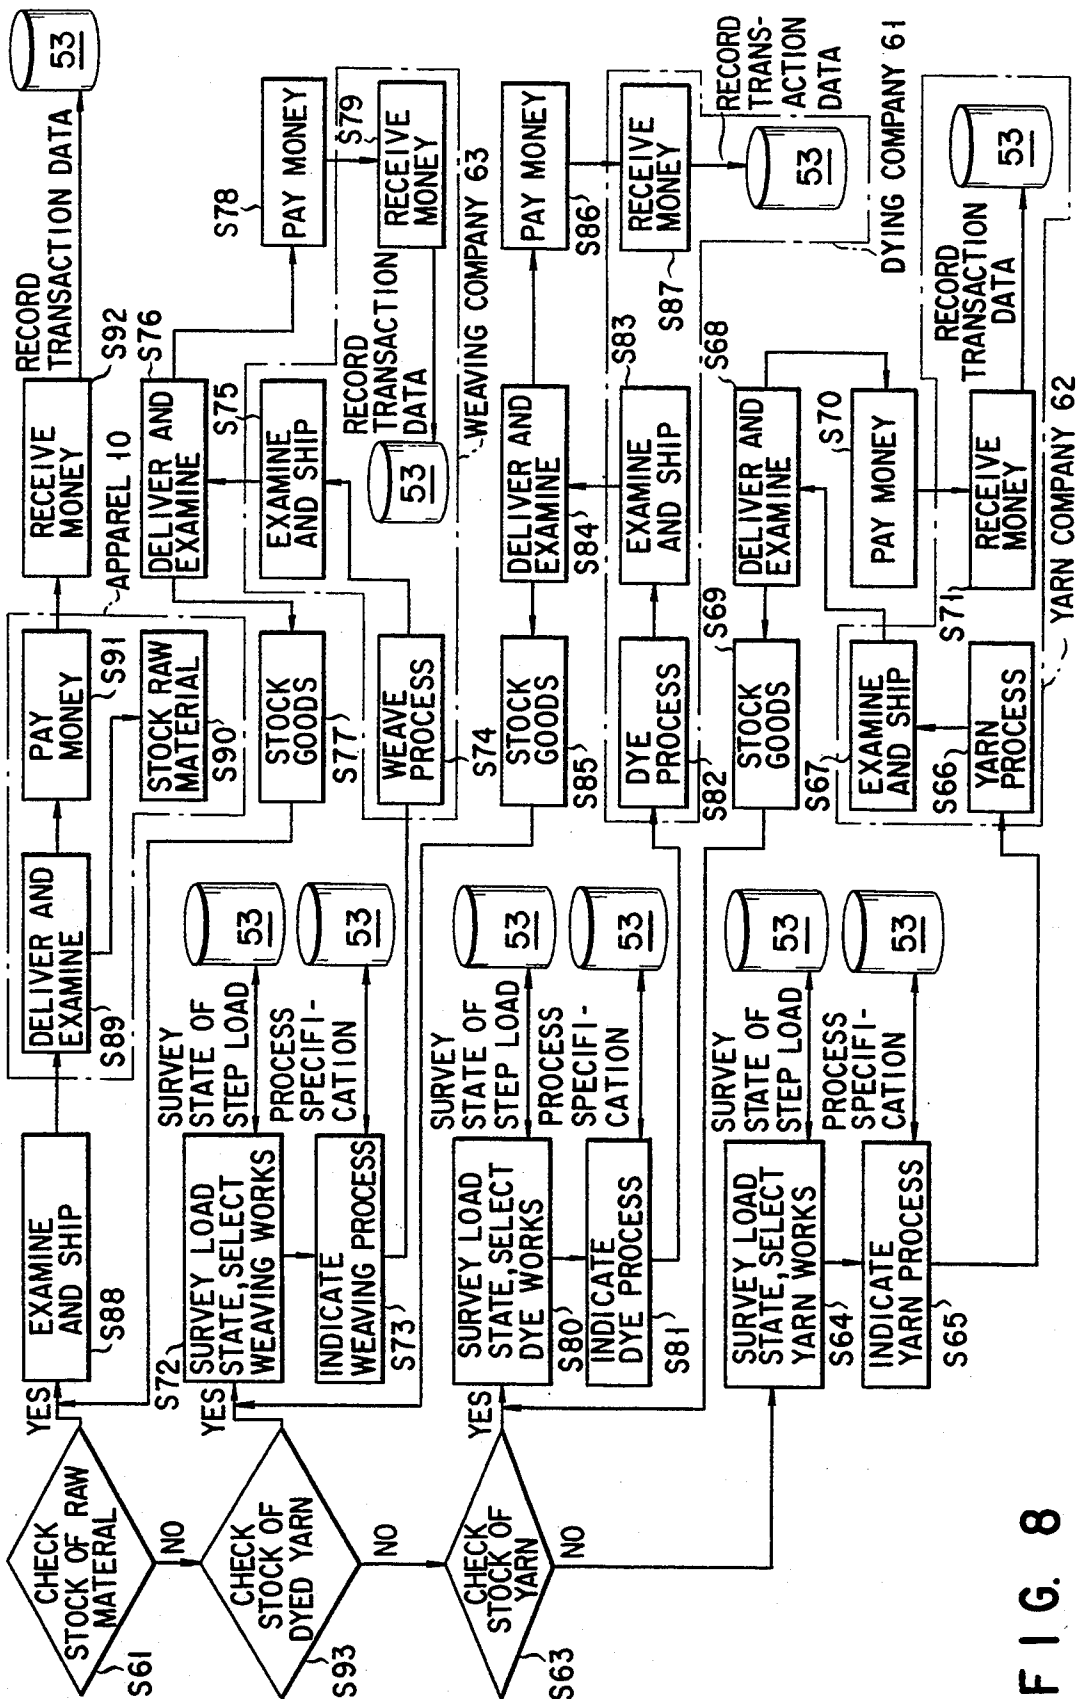 CHECK
STOCK OF RAW
MATERAL
S61
YES
NO
EXAMINE
AND SHIP
S88
DELIVER AND
EXAMINE
S89
PAY
MONEY
S91
STOCK RAW
MATERIAL
S90
APPAREL 10
RECEIVE
MONEY
S92
RECORD
TRANSACTION DATA
53
DELIVER AND
EXAMINE
S76
STOCK
GOODS
S77
EXAMINE
AND SHIP
S75
PAY MONEY
S78
RECEIVE
MONEY
S79
RECORD
TRANSACTION
DATA
53
WEAVING COMPANY 63
WEAVE
PROCESS
S74
CHECK
STOCK OF
DYED YARN
S93
YES
NO
S72
SURVEY LOAD
STATE,SELECT
WEAVING WORKS
SURVEY
STATE OF
STEP LOAD
53
INDICATE
WEAVING PROCESS
S73
PROCESS
SPECIFI-
CATION
53
CHECK
STOCK OF
YARN
S63
YES
NO
SURVEY LOAD
STATE,SELECT
DYE WORKS
S80
SURVEY
STATE OF
STEP LOAD
53
INDICATE
DYE PROCESS
S81
PROCESS
SPECIFI-
CATION
53
STOCK
GOODS
S85
DELIVER AND
EXAMINE
S84
PAY MONEY
S86
DYE
PROCESS
S82
EXAMINE
AND SHIP
S83
RECEIVE
MONEY
S87
RECORD
TRANS-
ACTION
DATA
53
DYING COMPANY 61
SURVEY LOAD
STATE,SELECT
YARN WORKS
S64
SURVEY
STATE OF
STEP LOAD
53
INDICATE
YARN PROCESS
S65
PROCESS
SPECIFI-
CATION
53
STOCK
GOODS
S69
DELIVER AND
EXAMINE
S68
PAY MONEY
S70
EXAMINE
AND SHIP
S67
YARN
PROCESS
S66
RECEIVE
MONEY
S71
RECORD
TRANSACTION
DATA
53
YARN COMPANY 62
FIG. 8